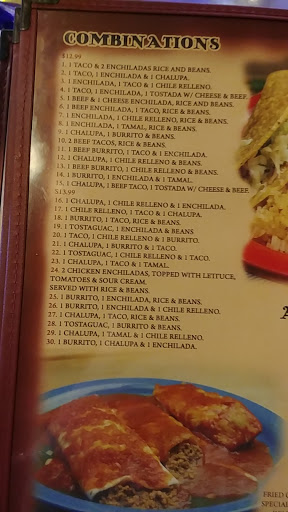 COMBINATIONS
$12.99
1. 1 TACO & 2 ENCHILADAS RICE AND BEANS.
2. 1 TACO, 1 ENCHILADA & 1 CHALUPA.
3. 1 ENCHILADA, 1 TACO & 1 CHILE RELLENO.
4. 1 TACO, 1 ENCHILADA, 1 TOSTADA W/ CHEESE & BEEF.
5. 1 BEEF & 1 CHEESE ENCHILADA, RICE AND BEANS.
6. 1 BEEF ENCHILADA, 1 TACO, RICE & BEANS.
7. 1 ENCHILADA, 1 CHILE RELLENO, RICE & BEANS.
8. 1 ENCHILADA, 1 TAMAL, RICE & BEANS.
9. 1 CHALUPA, 1 BURRITO & BEANS.
10. 2 BEEF TACOS, RICE & BEANS.
11. 1 BEEF BURRITO, 1 TACO & 1 ENCHILADA.
12. 1 CHALUPA, 1 CHILE RELLENO & BEANS.
13. 1 BEEF BURRITO, 1 CHILE RELLENO & BEANS.
14. 1 BURRITO, 1 ENCHILADA & 1 TAMAL.
15. 1 CHALUPA, 1 BEEF TACO, 1 TOSTADA W/ CHEESE & BEEF.
$13.99
16. 1 CHALUPA, 1 CHILE RELLENO & 1 ENCHILADA.
17. 1 CHILE RELLENO, 1 TACO & 1 CHALUPA.
18. 1 BURRITO, 1 TACO, RICE & BEANS.
19. 1 TOSTAGUAC, 1 ENCHILADA & BEANS.
20. 1 TACO, 1 CHILE RELLENO & 1 BURRITO.
21. 1 CHALUPA, 1 BURRITO & 1 TACO.
22. 1 TOSTAGUAC, 1 CHILE RELLENO & 1 TACO.
23. 1 CHALUPA, 1 TACO & 1 TAMAL.
24. 2 CHICKEN ENCHILADAS, TOPPED WITH LETTUCE,
TOMATOES & SOUR CREAM.
SERVED WITH RICE & BEANS.
25. 1 BURRITO, 1 ENCHILADA, RICE & BEANS.
26. 1 BURRITO, 1 ENCHILADA & 1 CHILE RELLENO.
27. 1 CHALUPA, 1 TACO, RICE & BEANS.
28. 1 TOSTAGUAC, 1 BURRITO & BEANS.
29. 1 CHALUPA, 1 TAMAL & 1 CHILE RELLENO.
30. 1 BURRITO, 1 CHALUPA & 1 ENCHILADA.
FRIED
SPECIAL